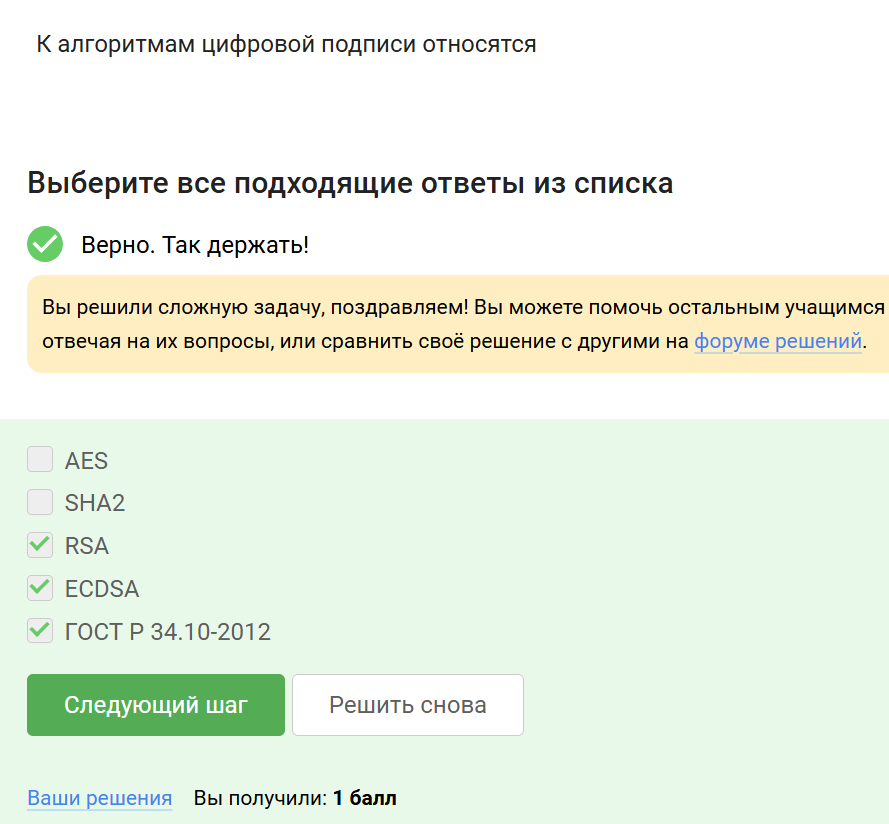 К алгоритмам цифровой подписи относятся
Выберите все подходящие ответы из списка
Верно. Так держать!
Вы решили сложную задачу, поздравляем! Вы можете помочь остальным учащимся
отвечая на их вопросы, или сравнить своё решение с другими на форуме решений.
AES
SHA2
RSA
ECDSA
ГОСТ Р 34.10-2012
Следующий шаг
Решить снова
Ваши решения Вы получили: 1 балл